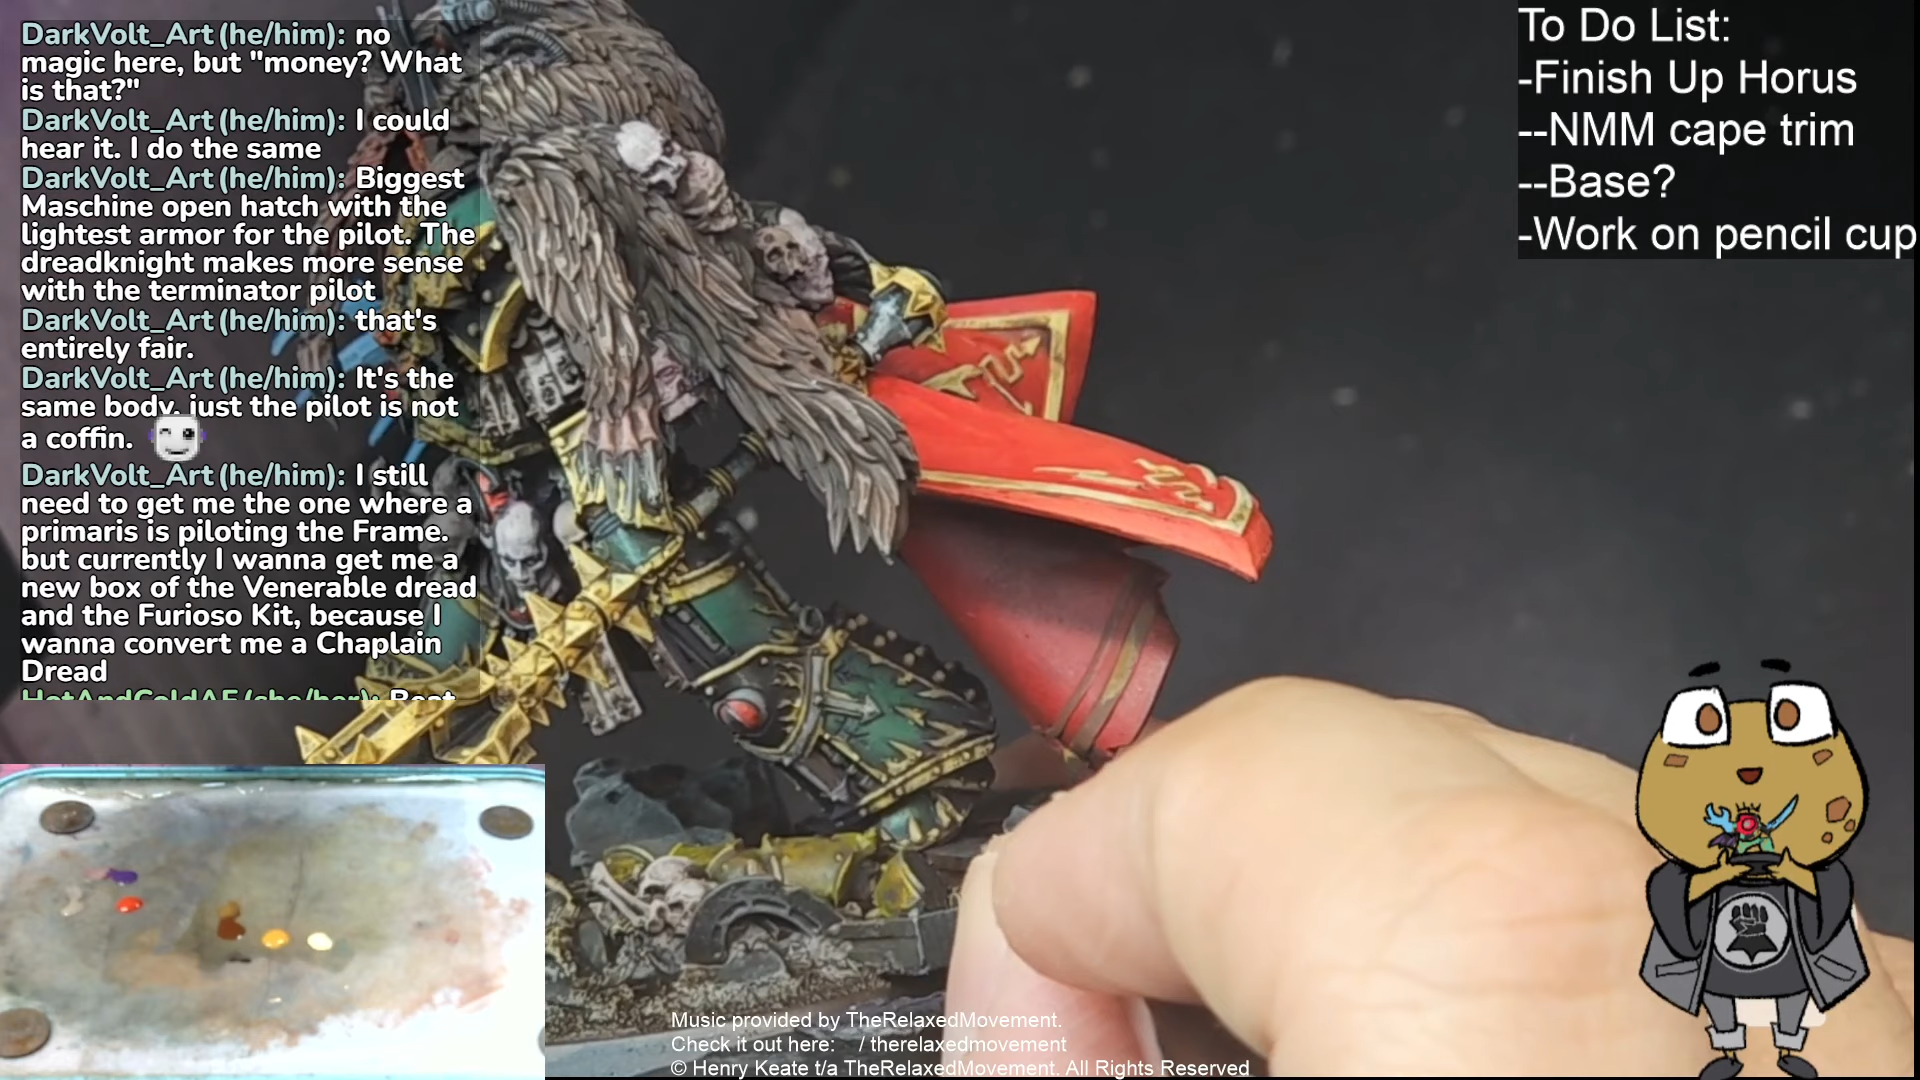 DarkVolt_Art(he/him): no
magic here, but "money? What
is that?"
DarkVolt_Art(he/him): I could
hear it. I do the same
DarkVolt_Art(he/him): Biggest
Maschine open hatch with the
lightest armor for the pilot. The
dreadknight makes more sense
with the terminator pilot
DarkVolt_Art(he/him): that's
entirely fair.
DarkVolt_Art(he/him): It's the
same body, just the pilot is not
a coffin.
DarkVolt_Art(he/him): I still
need to get me the one where a
primaris is piloting the Frame.
but currently I wanna get me a
new box of the Venerable dread
and the Furioso Kit, because I
wanna convert me a Chaplain
Dread
HotAndColdAF(she/her):
To Do List:
-Finish Up Horus
--NMM cape trim
--Base?
-Work on pencil cup
Music provided by TheRelaxedMovement.
Check it out here: / therelaxedmovement
© Henry Keate t/a TheRelaxedMovement. All Rights Reserved